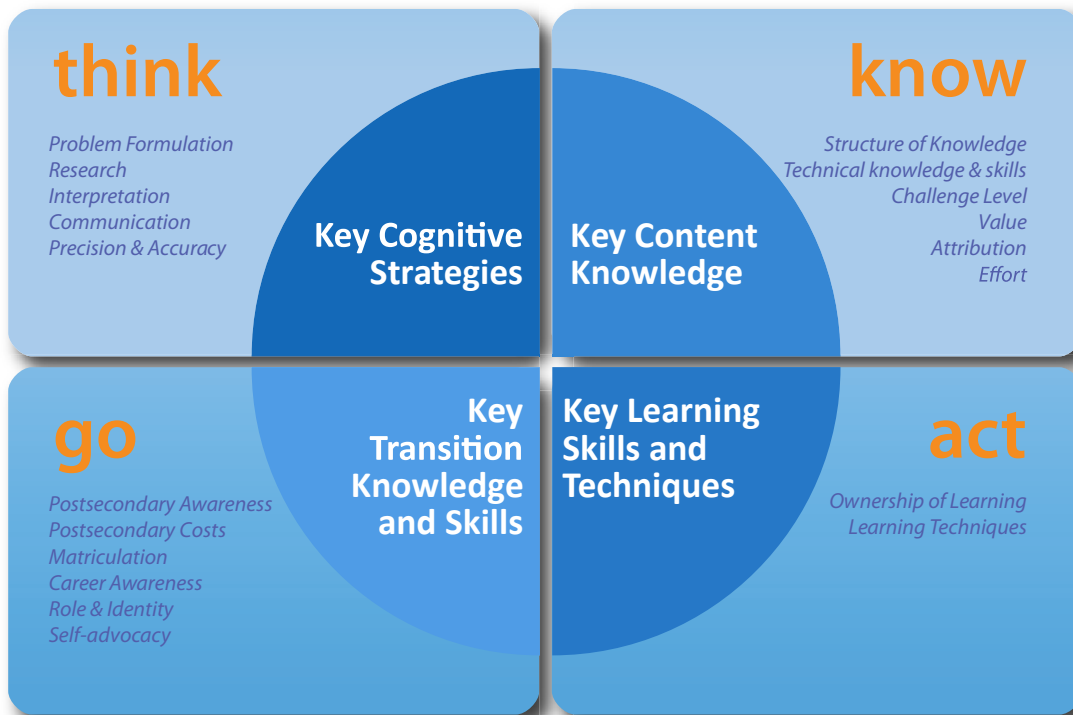 think
Problem Formulation
Research
Interpretation
Communication
Precision & Accuracy
Key Cognitive
Strategies
know
Structure of Knowledge
Technical knowledge & skills
Challenge Level
Value
Attribution
Effort
Key Content
Knowledge
go
Postsecondary Awareness
Postsecondary Costs
Matriculation
Career Awareness
Role & Identity
Self-advocacy
Key
Transition
Knowledge
and Skills
Key Learning
Skills and
Techniques
act
Ownership of Learning
Learning Techniques